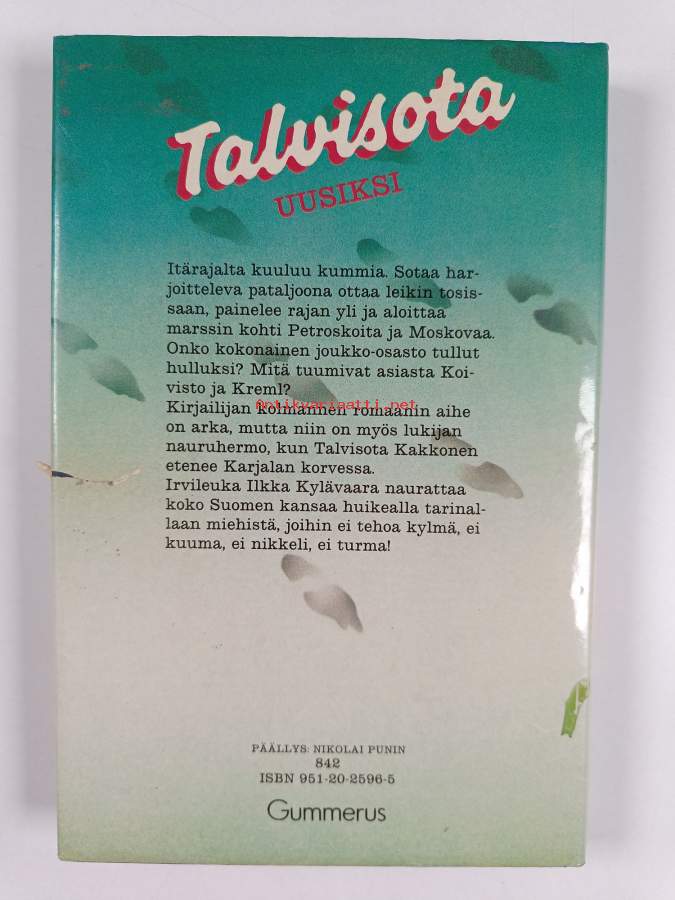 Talvisota
UUSIKSI
Itärajalta kuuluu kummia. Sotaa har-
joitteleva pataljoona ottaa leikin tosis-
saan, painelee rajan yli ja aloittaa
marssin kohti Petroskoita ja Moskovaa.
Onko kokonainen joukko-osasto tullut
hulluksi? Mitä tuumivat asiasta Koi-
visto ja Kreml?
Antikvariaatti.net
Kirjailijan kolmannen romaanin aihe
on arka, mutta niin on myös lukijan
nauruhermo, kun Talvisota Kakkonen
etenee Karjalan korvessa.
Irvileuka Ilkka Kylävaara naurattaa
koko Suomen kansaa huikealla tarinal-
laan miehistä, joihin ei tehoa kylmä, ei
kuuma, ei nikkeli, ei turma!
PÄÄLLYS: NIKOLAI PUNIN
842
ISBN 951-20-2596-5
Gummerus